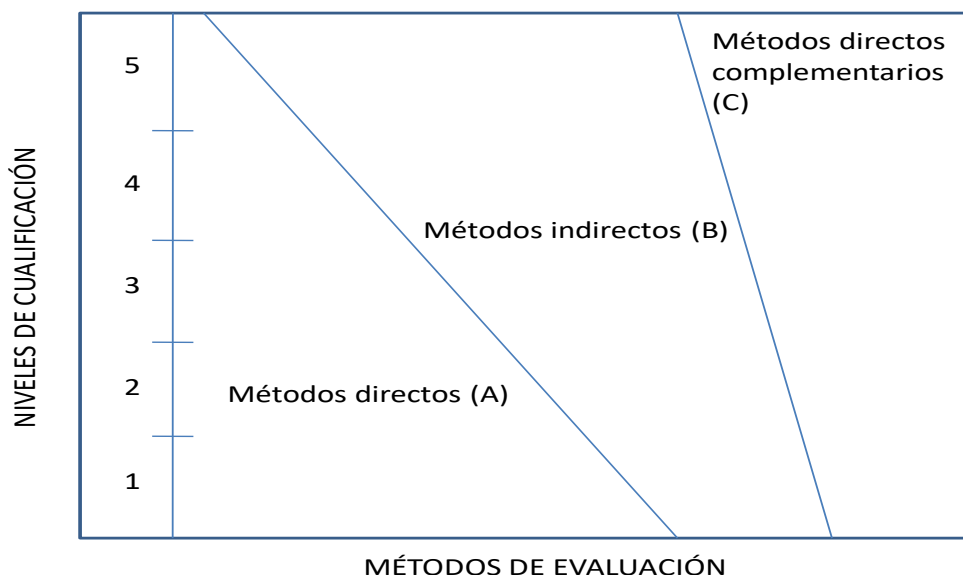 NIVELES DE CUALIFICACIÓN
5
4
3
2
1
Métodos directos
complementarios
(C)
Métodos indirectos (B)
Métodos directos (A)
MÉTODOS DE EVALUACIÓN